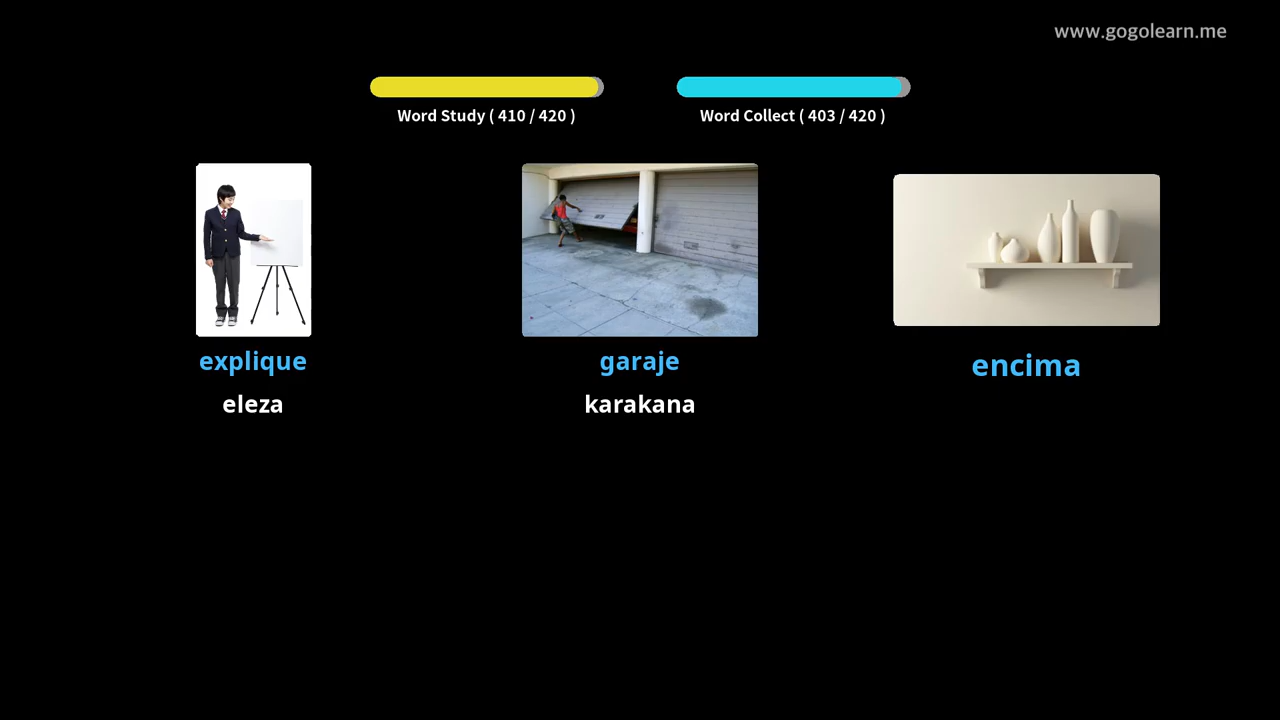 www.gogolearn.me
Word Study ( 410 / 420 )
Word Collect ( 403 / 420 )
explique
eleza
garaje
karakana
encima